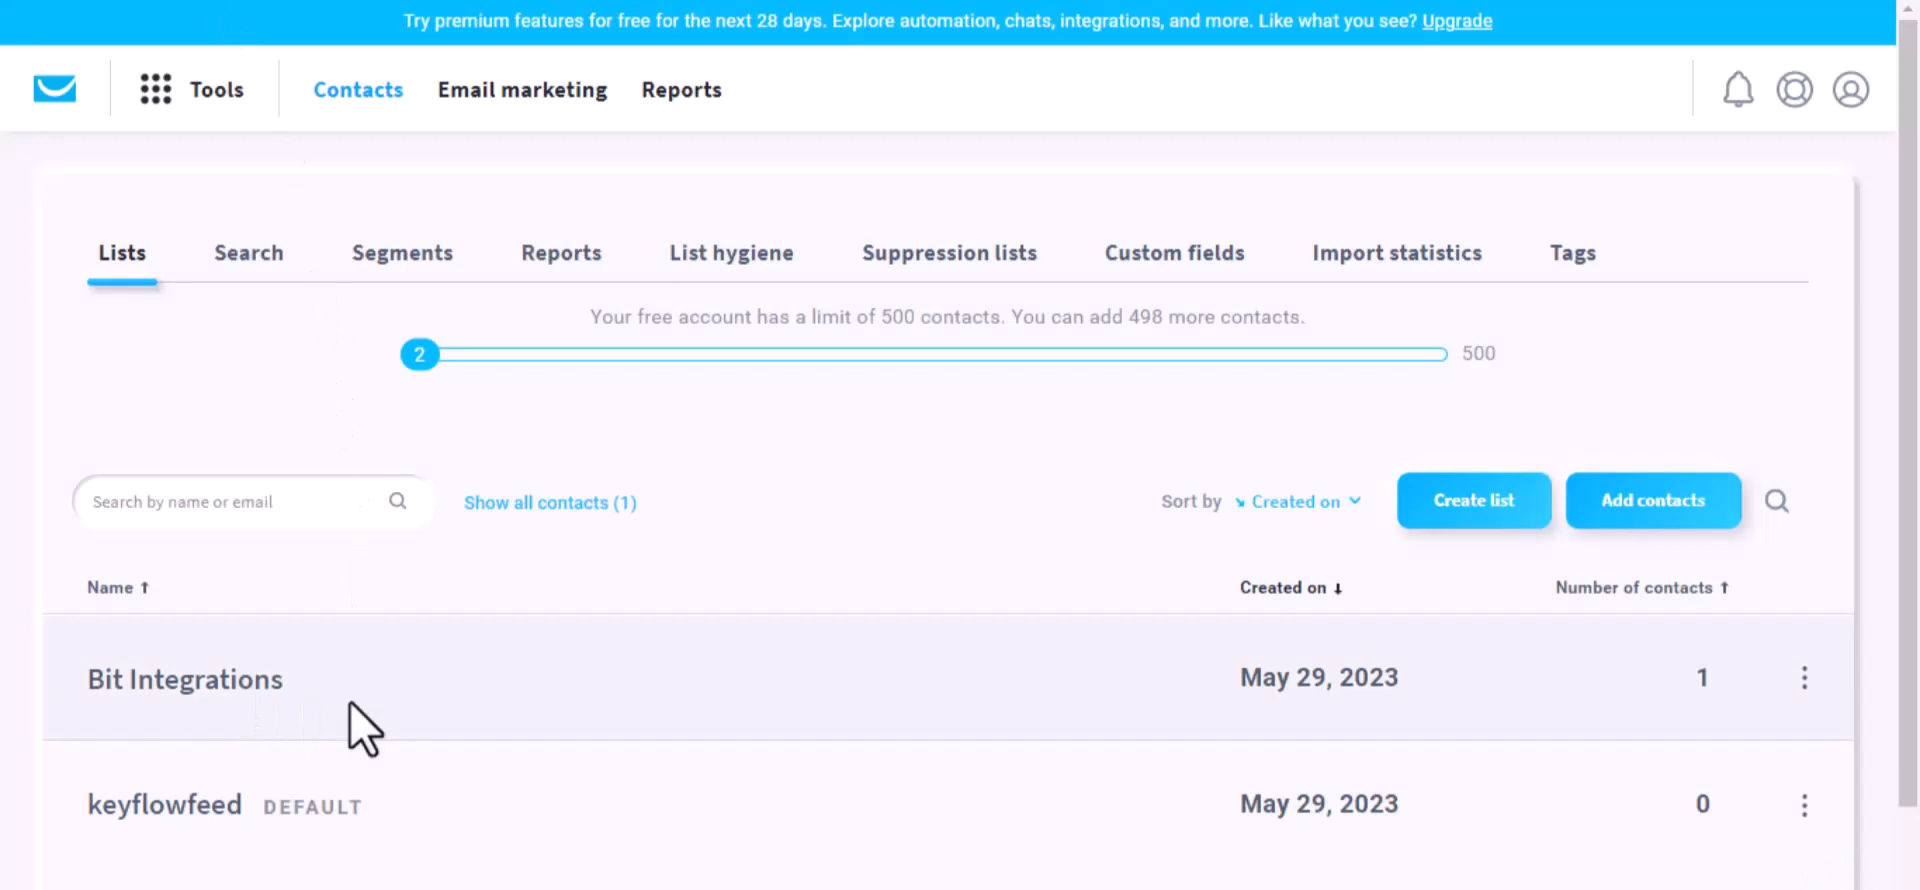 Try premium features for free for the next 28 days. Explore automation, chats, integrations, and more. Like what you see? Upgrade
Tools Contacts Email marketing Reports
Lists Search Segments Reports List hygiene Suppression lists Custom fields Import statistics Tags
Your free account has a limit of 500 contacts. You can add 498 more contacts.
2 500
Search by name or email Show all contacts (1) Sort by Created on Create list Add contacts
Name ↑ Created on ↓ Number of contacts ↑
Bit Integrations May 29, 2023 1
keyflowfeed DEFAULT May 29, 2023 0